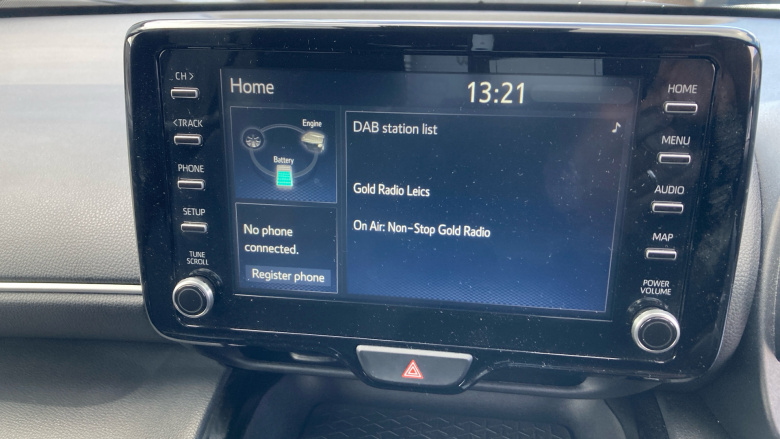 CH >
<TRACK
PHONE
SETUP
TUNE
SCROLL
Home
13:21
Engine
Battery
No phone
connected.
Register phone
DAB station list
Gold Radio Leics
On Air: Non-Stop Gold Radio
HOME
MENU
AUDIO
MAP
POWER
VOLUME